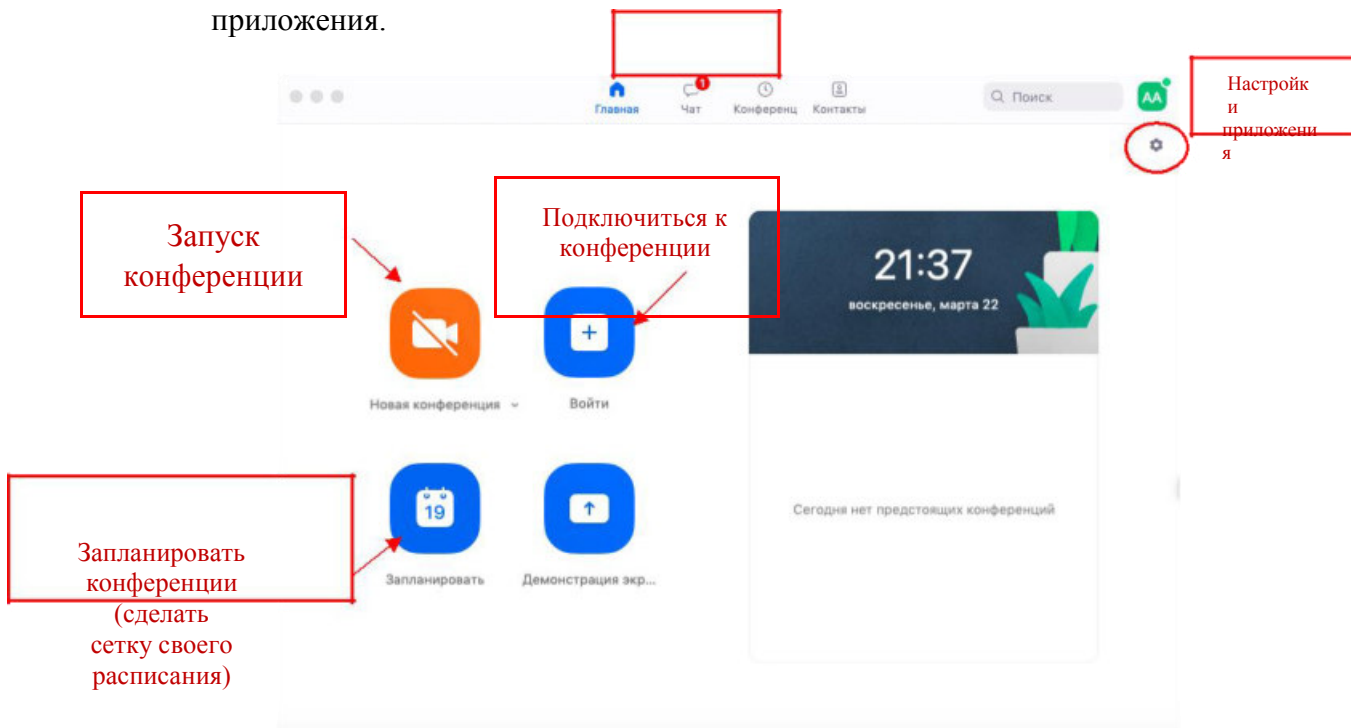 приложения.
1
AA
Поиск
Главная
Чат
Конференц
Контакты
Настройк
и
приложени
я
Запуск
конференции
Подключиться к
конференции
21:37
воскресенье, марта 22
Новая конференция
Войти
19
Сегодня нет предстоящих конференций
Запланировать
конференции
(сделать
сетку своего
расписания)
Запланировать
Демонстрация экр...